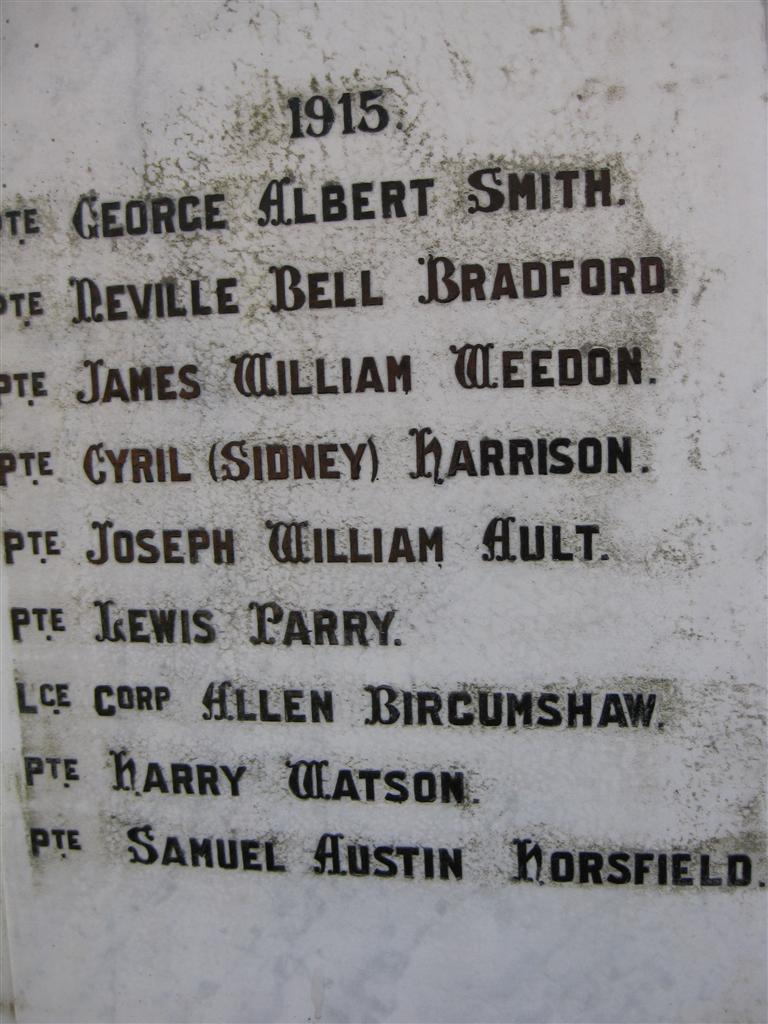 1915.
PTE GEORGE ALBERT SMITH.
PTE NEVILLE BELL BRADFORD.
PTE JAMES WILLIAM WEEDON.
PTE CYRIL (SIDNEY) HARRISON.
PTE JOSEPH WILLIAM AULT.
PTE LEWIS PARRY.
LCE CORP ALLEN BIRCUMSHAW.
PTE HARRY WATSON.
PTE SAMUEL AUSTIN HORSFIELD.